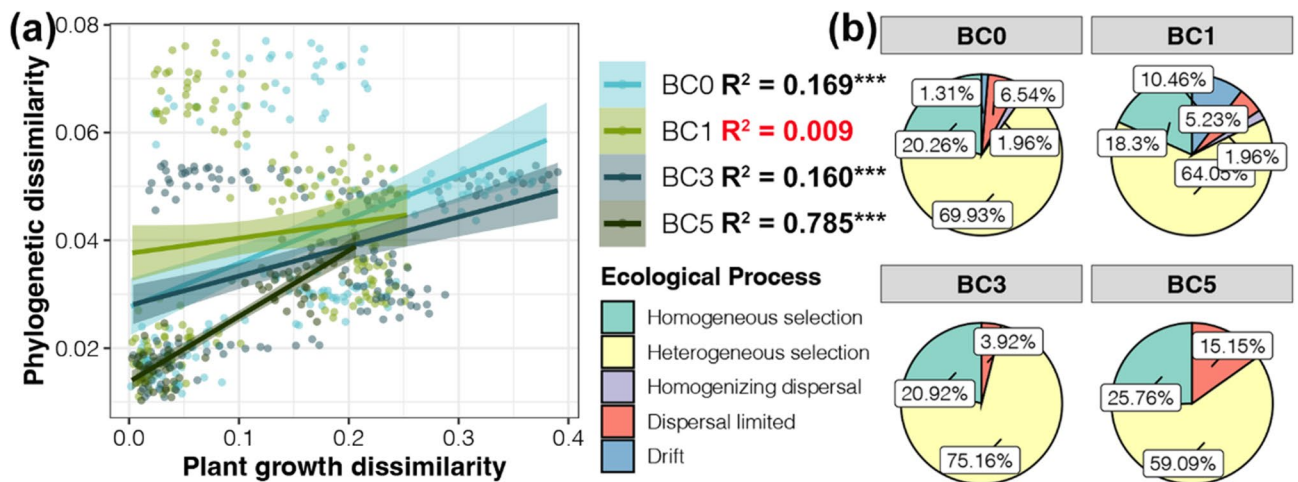 (a)
Phylogenetic dissimilarity
0.08
0.06
0.04
0.02
0.0
0.1
0.2
0.3
0.4
Plant growth dissimilarity
BC0 R² = 0.169***
BC1 R² = 0.009
BC3 R² = 0.160***
BC5 R² = 0.785***
Ecological Process
Homogeneous selection
Heterogeneous selection
Homogenizing dispersal
Dispersal limited
Drift
(b)
BC0
1.31%
6.54%
20.26%
1.96%
69.93%
BC1
10.46%
5.23%
18.3%
1.96%
64.05%
BC3
3.92%
20.92%
75.16%
BC5
15.15%
25.76%
59.09%